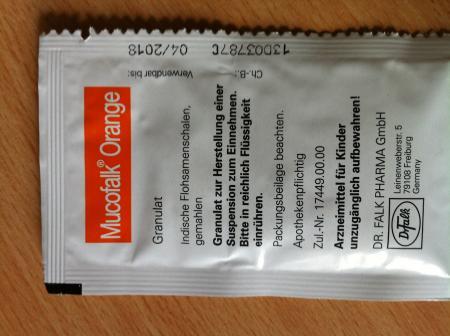 Mucofalk® Orange
Granulat
Indische Flohsamenschalen,
gemahlen
Granulat zur Herstellung einer
Suspension zum Einnehmen.
Bitte in reichlich Flüssigkeit
einrühren.
Packungsbeilage beachten.
Apothekenpflichtig
Zul.-Nr. 17449.00.00
Arzneimittel für Kinder
unzugänglich aufbewahren!
DR. FALK PHARMA GmbH
Leinenweberstr. 5
79108 Freiburg
Germany
Dr Falk
Ch.-B.:
Verwendbar bis:
13D03787C
04/2018